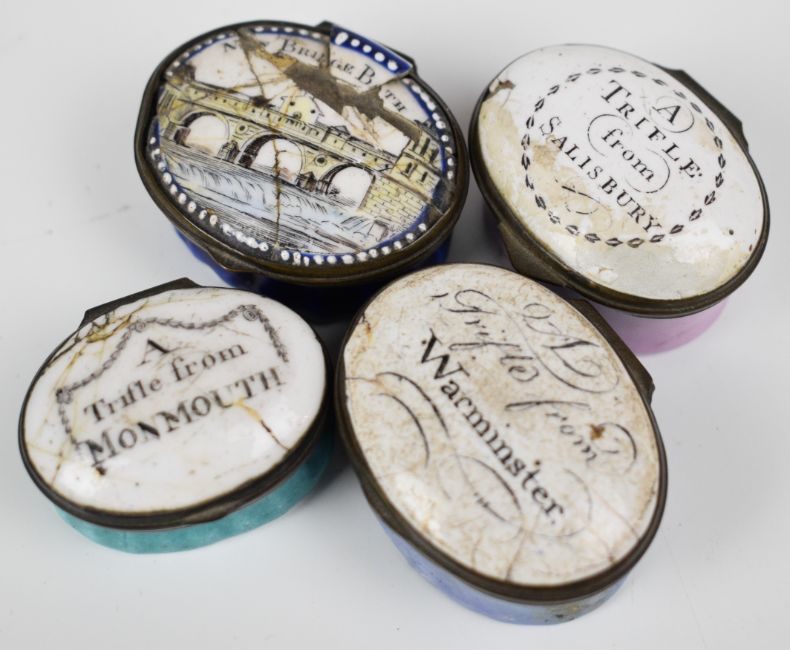 BRIDGE BATH
A
TRIFLE
from
SALISBURY
A
Trifle from
MONMOUTH
A
Trifle from
Warminster.